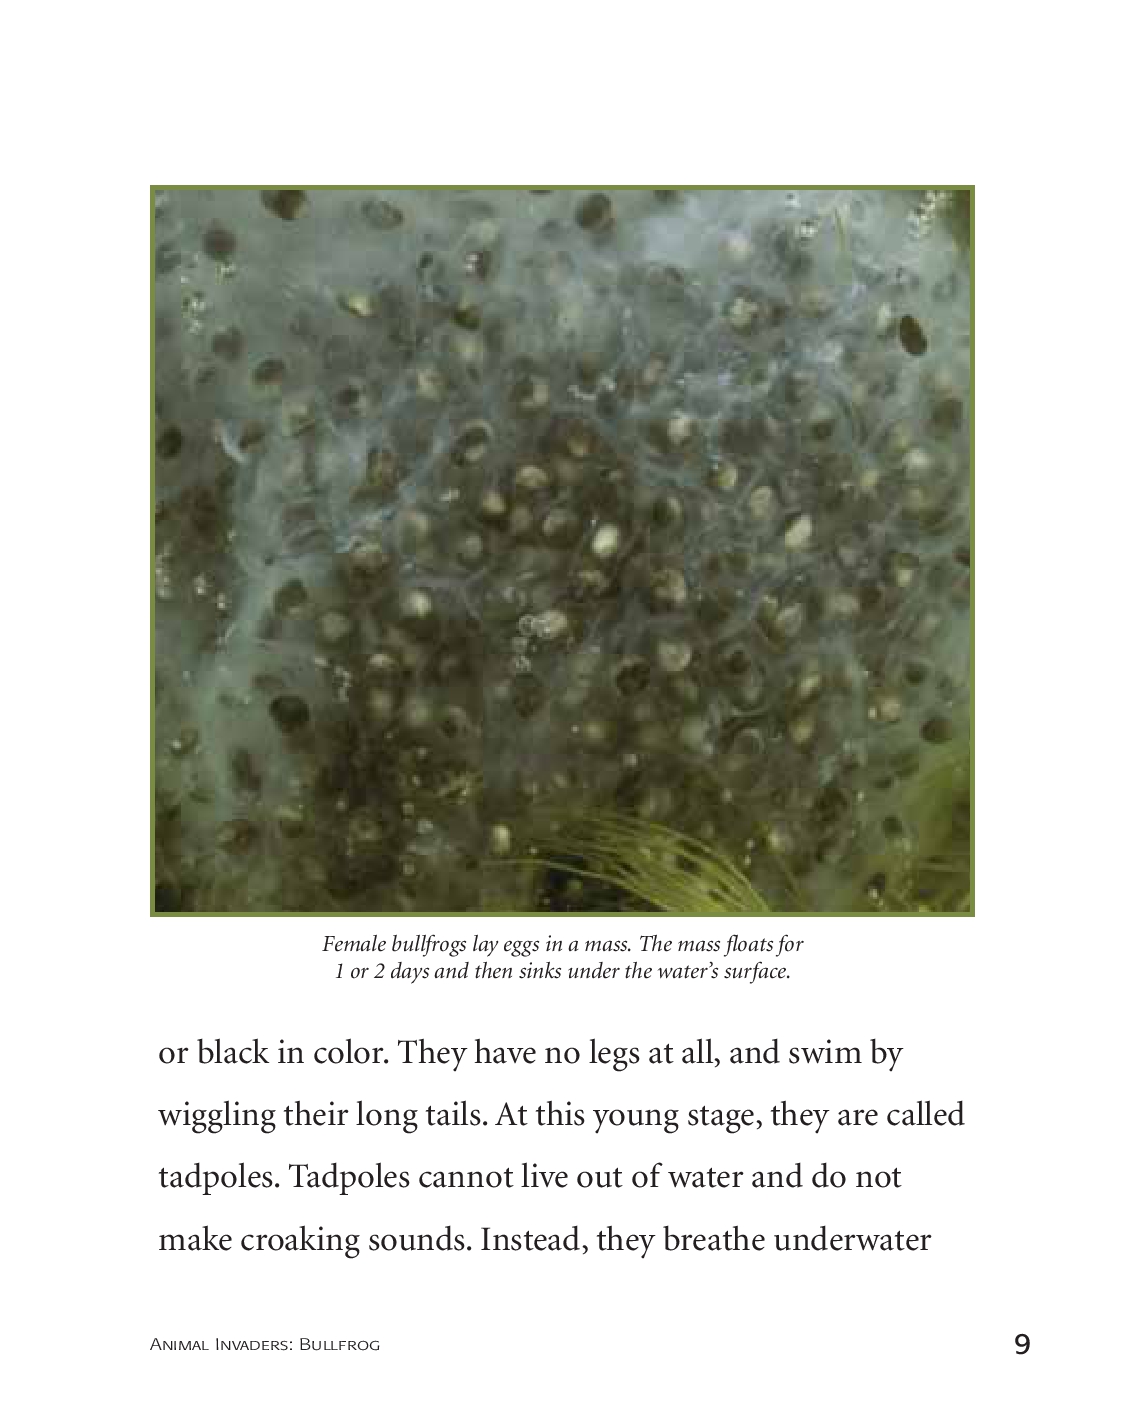 Female bullfrogs lay eggs in a mass. The mass floats for
1 or 2 days and then sinks under the water’s surface.
or black in color. They have no legs at all, and swim by
wiggling their long tails. At this young stage, they are called
tadpoles. Tadpoles cannot live out of water and do not
make croaking sounds. Instead, they breathe underwater
Animal Invaders: Bullfrog 9